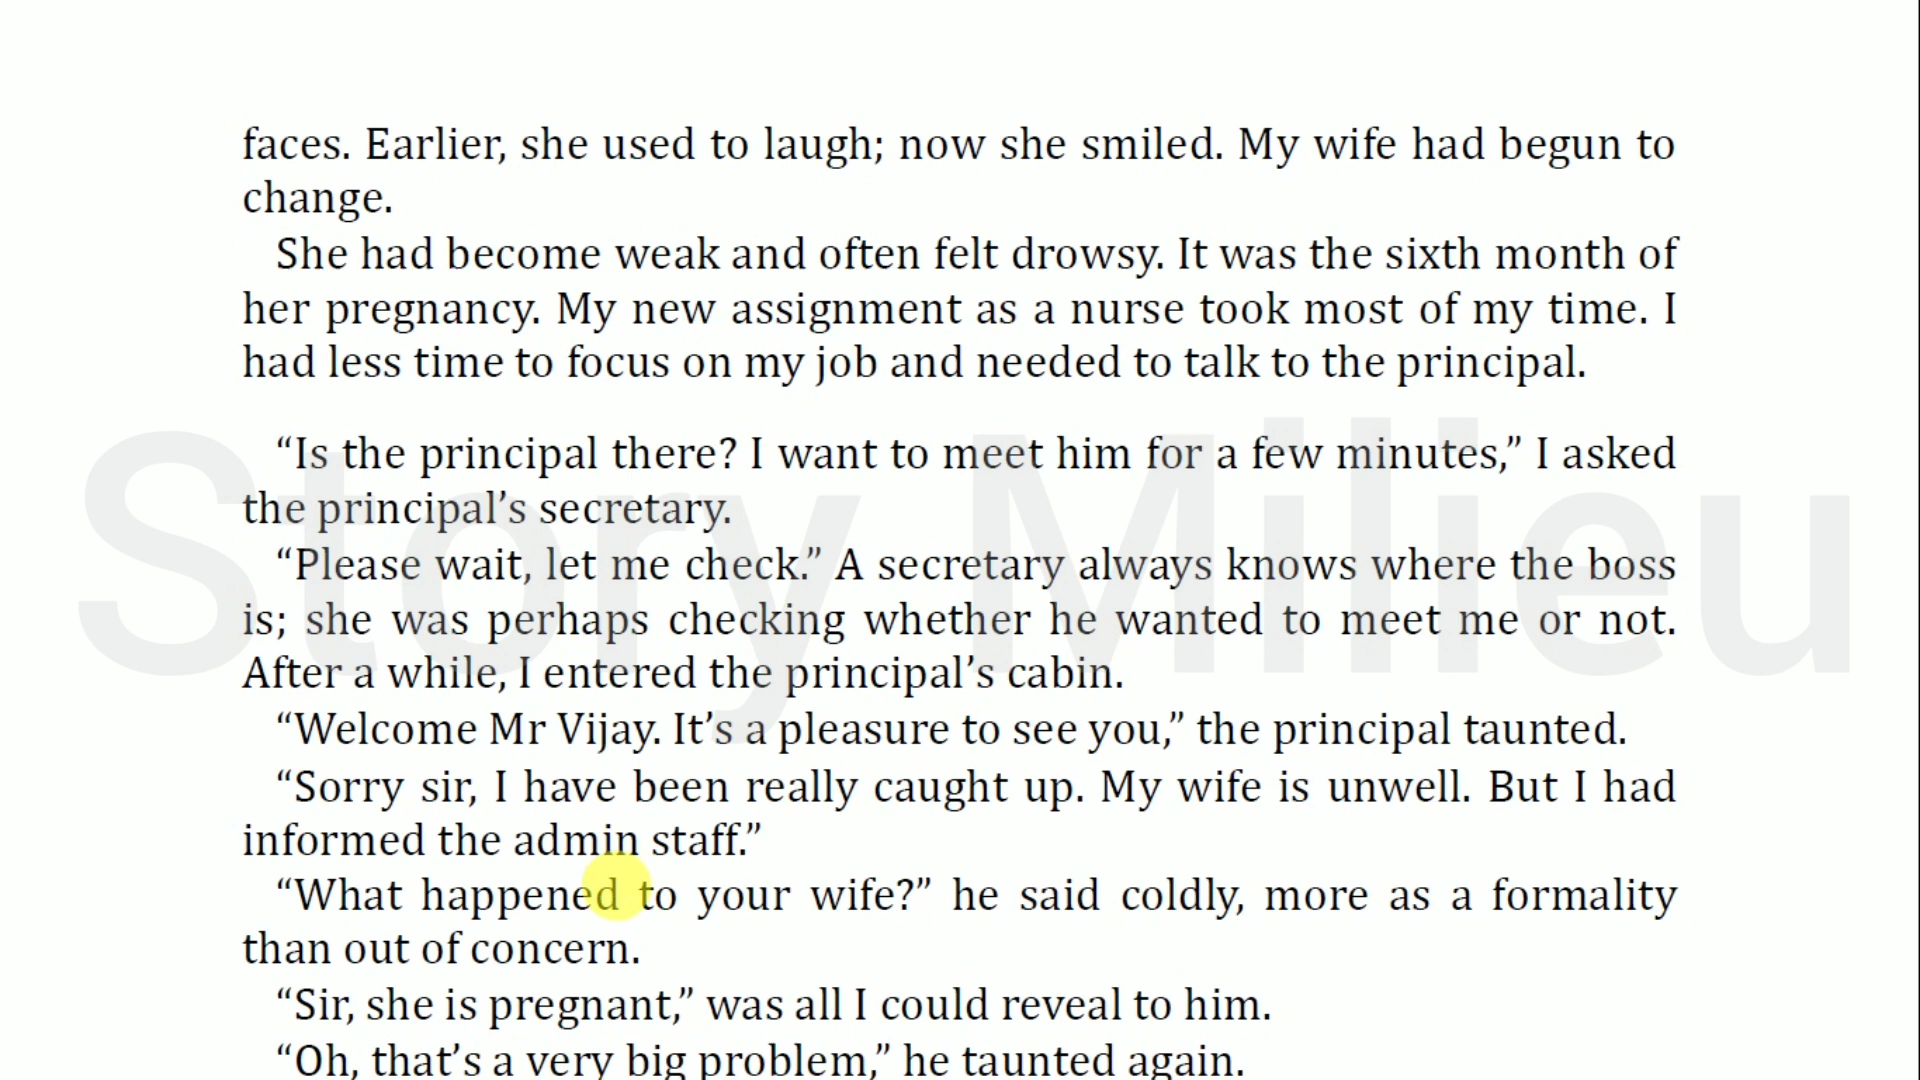 faces. Earlier, she used to laugh; now she smiled. My wife had begun to
change.
She had become weak and often felt drowsy. It was the sixth month of
her pregnancy. My new assignment as a nurse took most of my time. I
had less time to focus on my job and needed to talk to the principal.
“Is the principal there? I want to meet him for a few minutes,” I asked
the principal’s secretary.
“Please wait, let me check.” A secretary always knows where the boss
is; she was perhaps checking whether he wanted to meet me or not.
After a while, I entered the principal’s cabin.
“Welcome Mr Vijay. It’s a pleasure to see you,” the principal taunted.
“Sorry sir, I have been really caught up. My wife is unwell. But I had
informed the admin staff.”
“What happened to your wife?” he said coldly, more as a formality
than out of concern.
“Sir, she is pregnant,” was all I could reveal to him.
“Oh, that’s a very big problem,” he taunted again.
Story Milieu